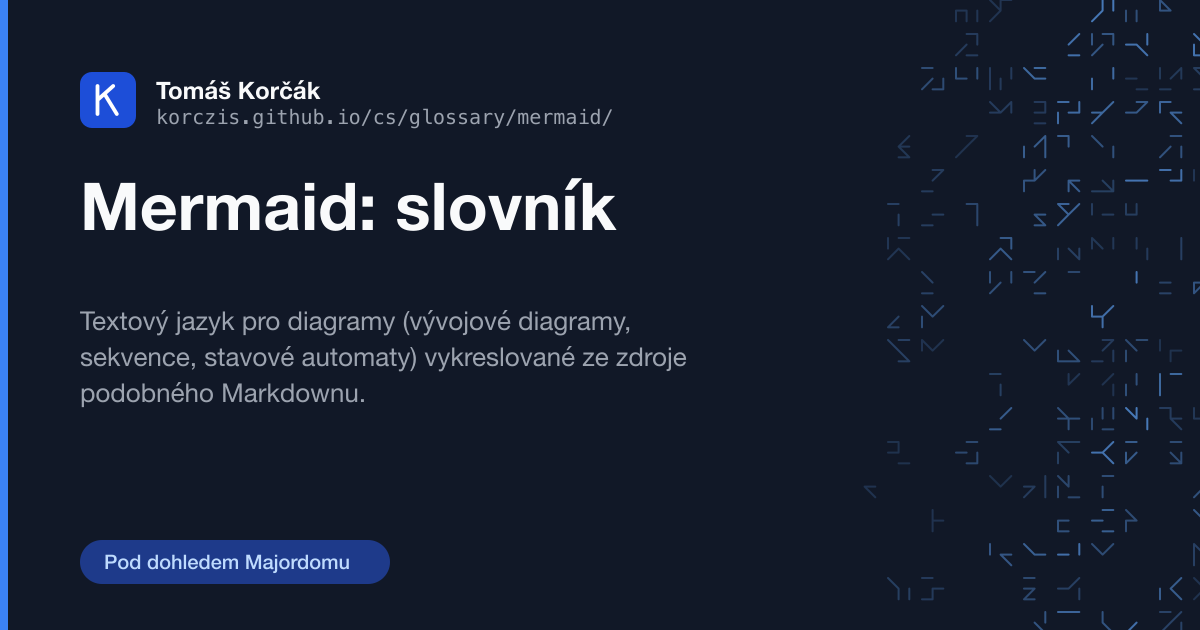 K
Tomáš Korčák
korczis.github.io/cs/glossary/mermaid/
Mermaid: slovník
Textový jazyk pro diagramy (vývojové diagramy,
sekvence, stavové automaty) vykreslované ze zdroje
podobného Markdownu.
Pod dohledem Majordomu